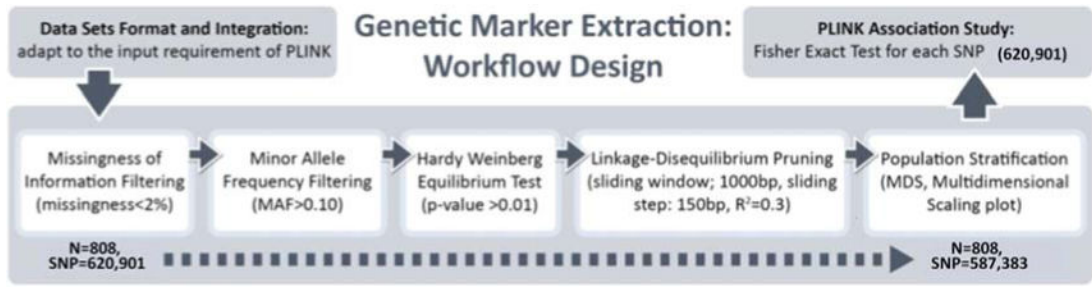 Data Sets Format and Integration:
adapt to the input requirement of PLINK
Genetic Marker Extraction:
Workflow Design
PLINK Association Study:
Fisher Exact Test for each SNP (620,901)
Missingness of
Information Filtering
(missingness<2%)
Minor Allele
Frequency Filtering
(MAF>0.10)
Hardy Weinberg
Equilibrium Test
(p-value >0.01)
Linkage-Disequilibrium Pruning
(sliding window; 1000bp, sliding
step: 150bp, R²=0.3)
Population Stratification
(MDS, Multidimensional
Scaling plot)
N=808,
SNP=620,901
N=808,
SNP=587,383